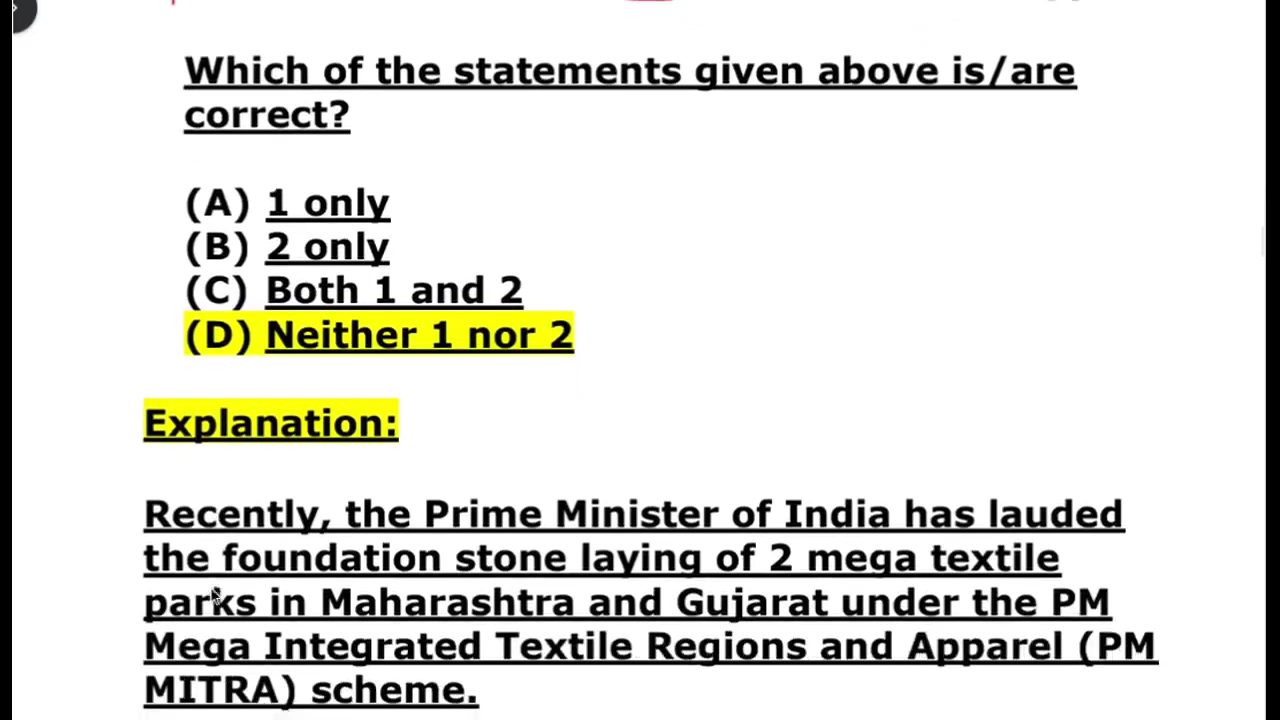 Which of the statements given above is/are
correct?
(A) 1 only
(B) 2 only
(C) Both 1 and 2
(D) Neither 1 nor 2
Explanation:
Recently, the Prime Minister of India has lauded
the foundation stone laying of 2 mega textile
parks in Maharashtra and Gujarat under the PM
Mega Integrated Textile Regions and Apparel (PM
MITRA) scheme.